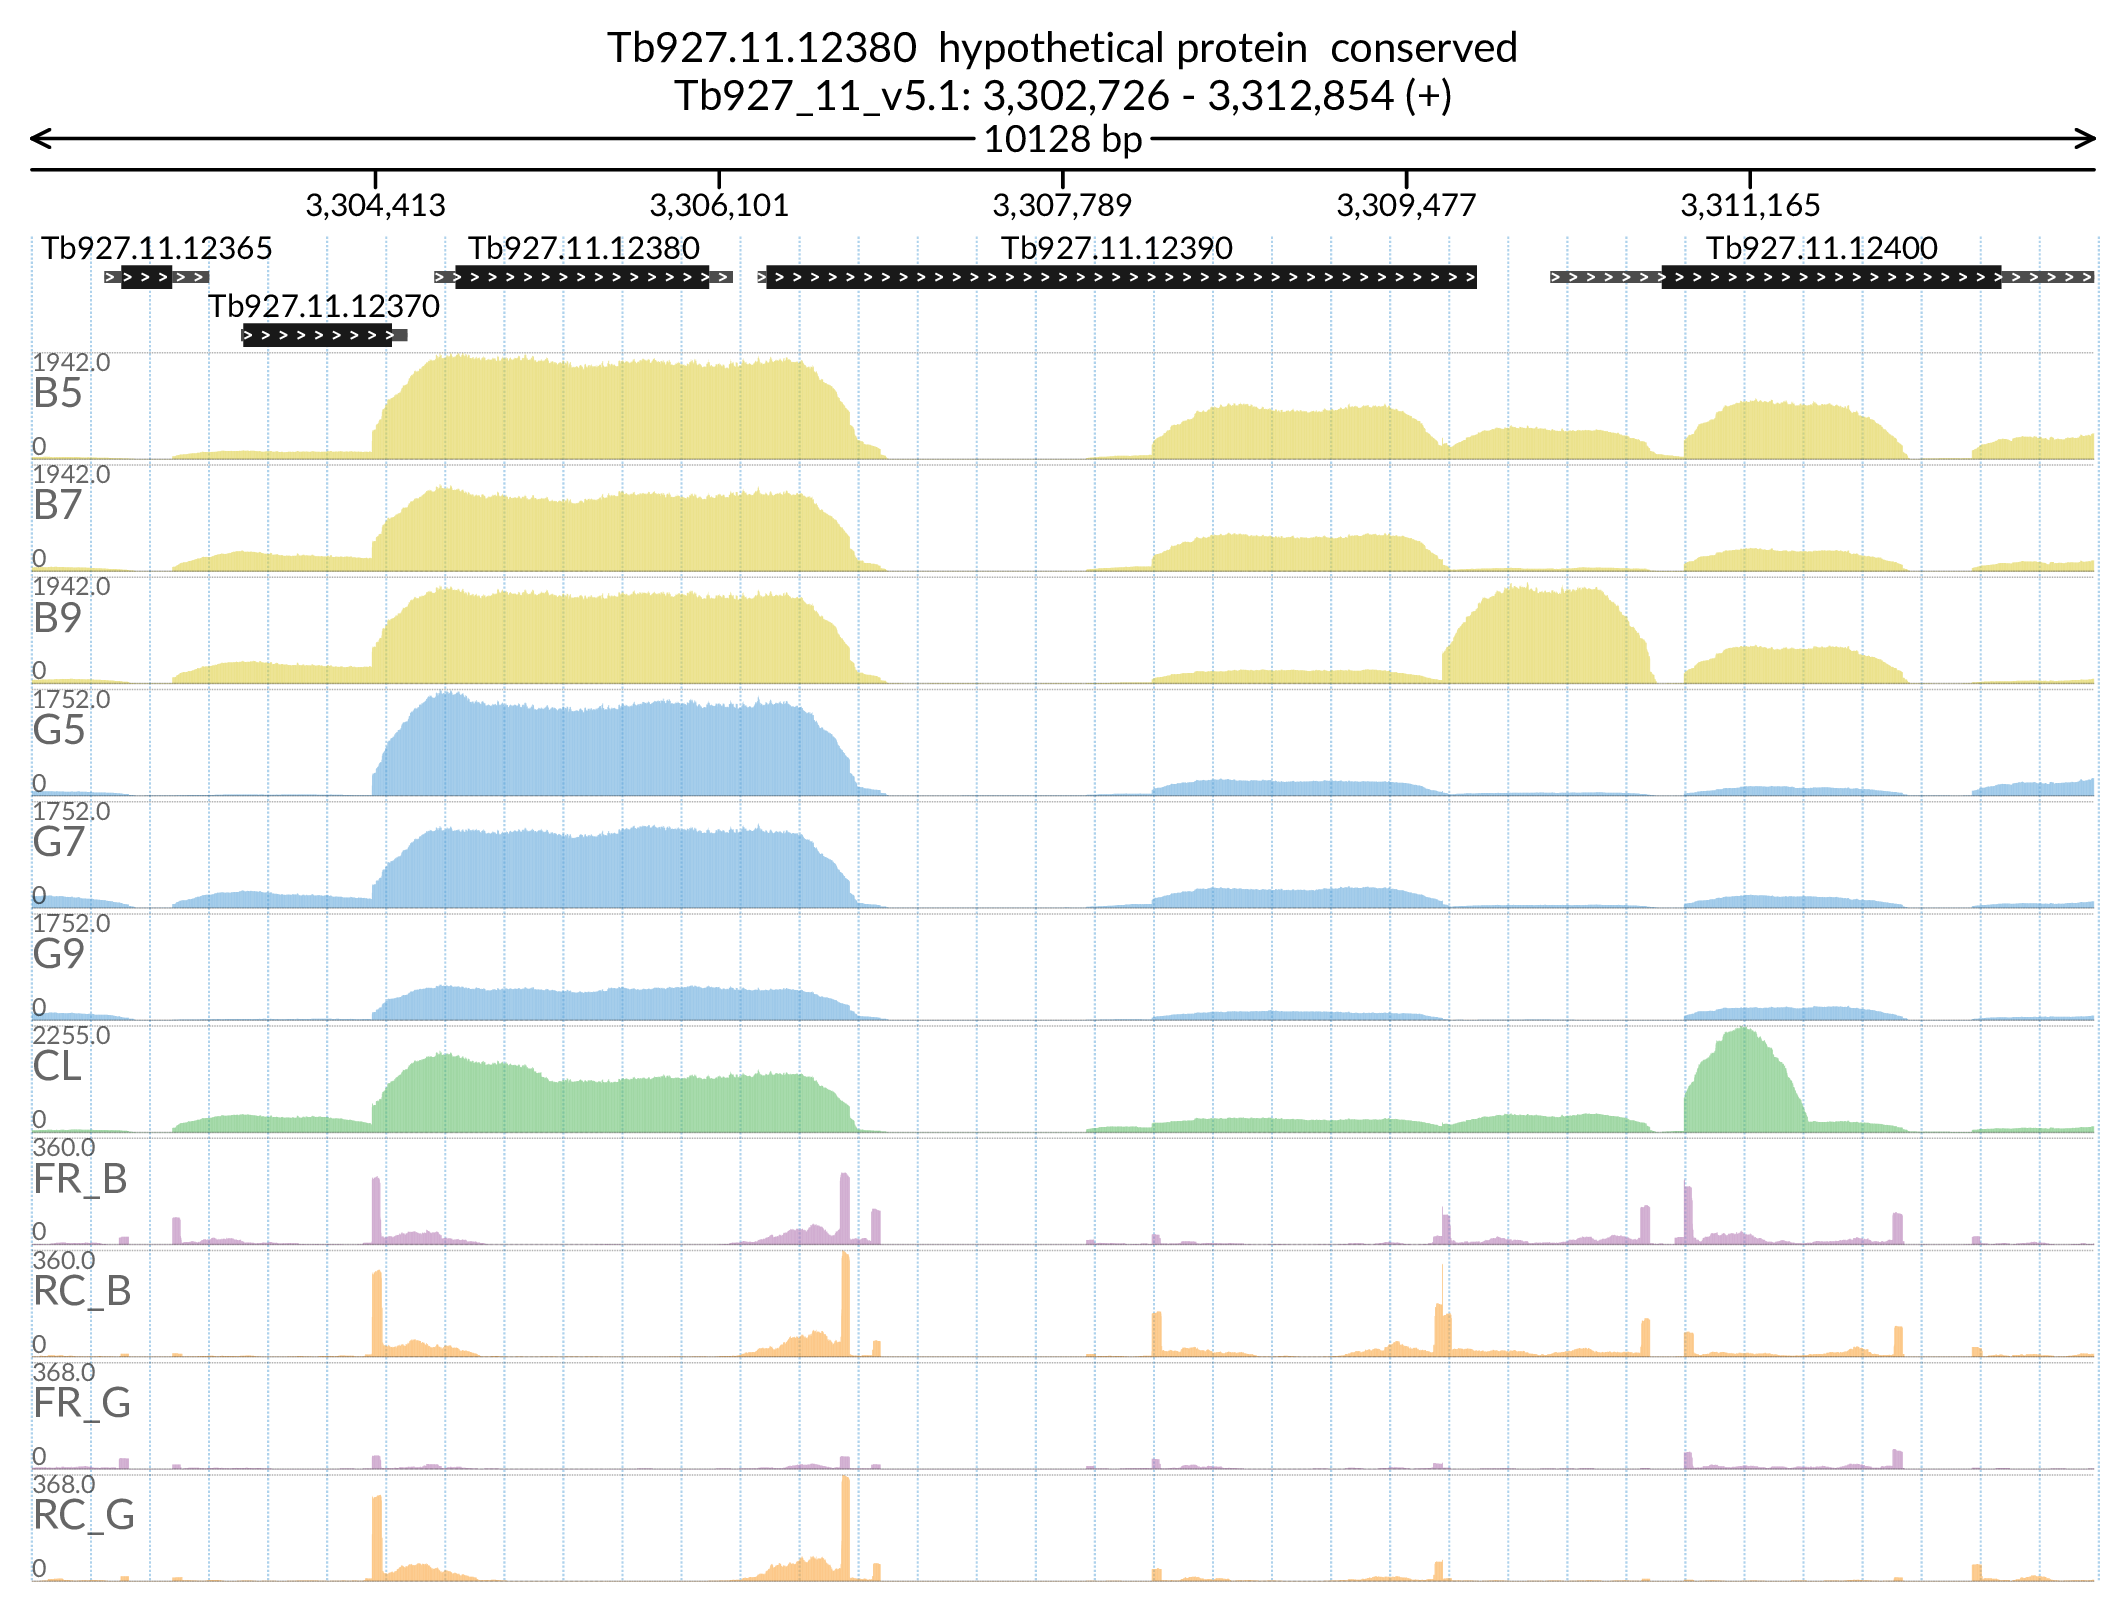 Tb927.11.12380 hypothetical protein conserved
Tb927_11_v5.1: 3,302,726 - 3,312,854 (+)
10128 bp
3,304,413 3,306,101 3,307,789 3,309,477 3,311,165
Tb927.11.12365 Tb927.11.12380 Tb927.11.12390 Tb927.11.12400
Tb927.11.12370
1942.0
B5
0
1942.0
B7
0
1942.0
B9
0
1752.0
G5
0
1752.0
G7
0
1752.0
G9
0
2255.0
CL
0
360.0
FR_B
0
360.0
RC_B
0
368.0
FR_G
0
368.0
RC_G
0